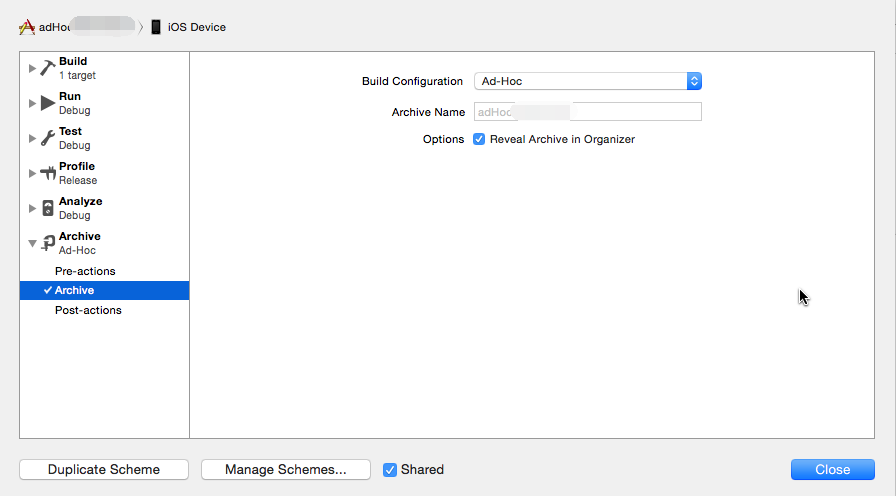 adHoc iOS Device
Build
1 target
Run
Debug
Test
Debug
Profile
Release
Analyze
Debug
Archive
Ad-Hoc
Pre-actions
Archive
Post-actions
Build Configuration Ad-Hoc
Archive Name adHoc
Options Reveal Archive in Organizer
Duplicate Scheme Manage Schemes... Shared Close